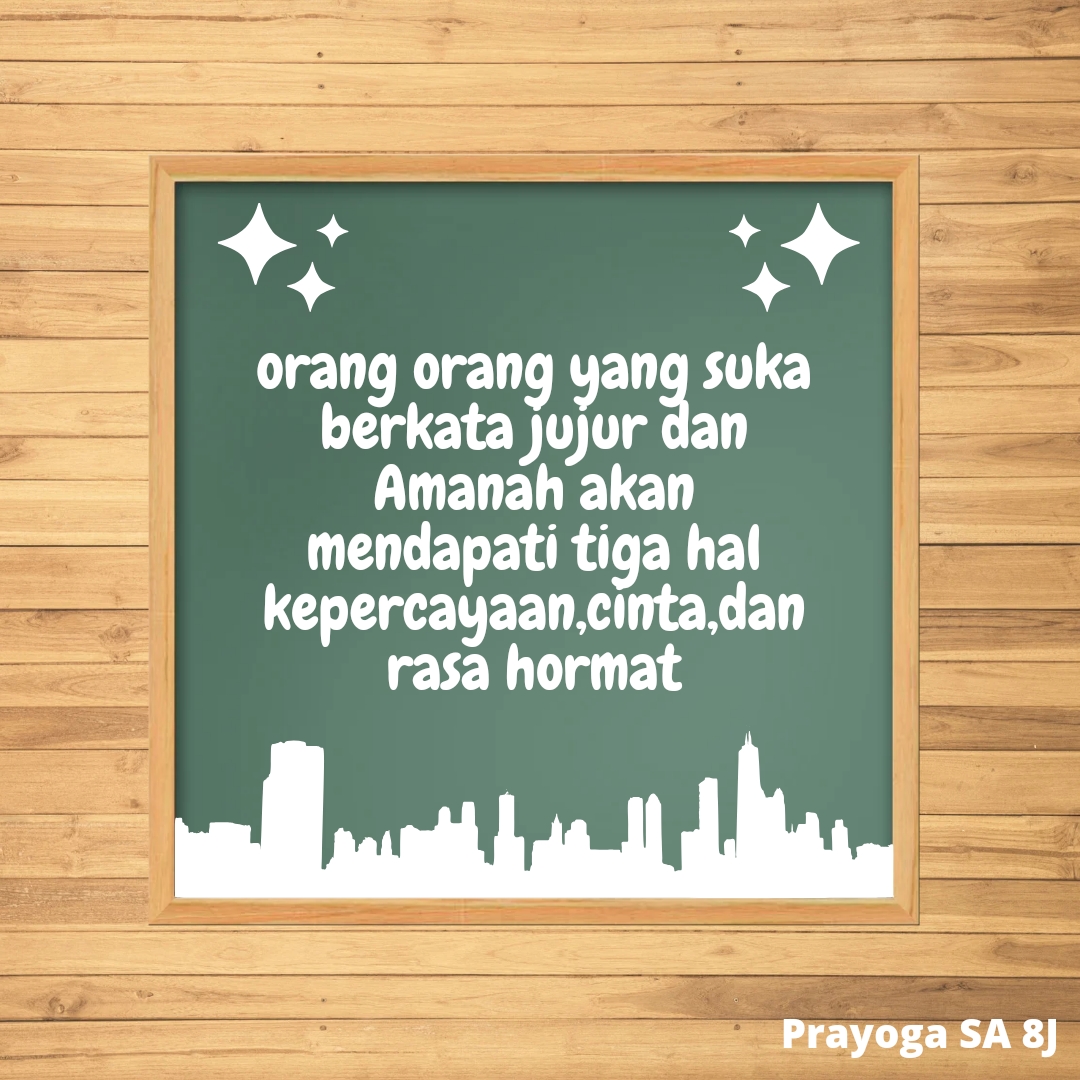 orang orang yang suka
berkata jujur dan
Amanah akan
mendapati tiga hal
kepercayaan,cinta,dan
rasa hormat
Prayoga SA 8J